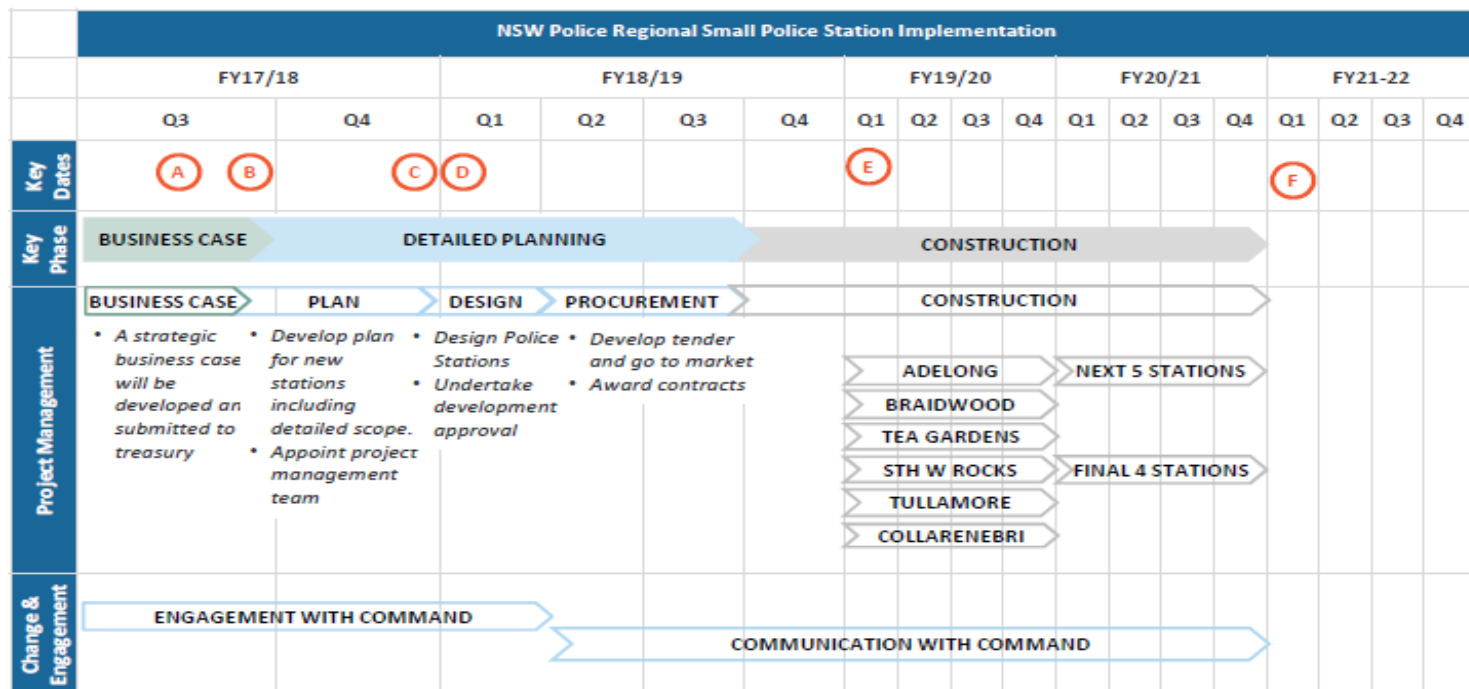 NSW Police Regional Small Police Station Implementation
FY17/18 FY18/19 FY19/20 FY20/21 FY21-22
Q3 Q4 Q1 Q2 Q3 Q4 Q1 Q2 Q3 Q4 Q1 Q2 Q3 Q4 Q1 Q2 Q3 Q4
Key
Dates
A B C D E F
Key
Phase
BUSINESS CASE DETAILED PLANNING CONSTRUCTION
Project Management
BUSINESS CASE PLAN DESIGN PROCUREMENT CONSTRUCTION
• A strategic
business case
will be
developed an
submitted to
treasury
• Develop plan
for new
stations
including
detailed scope.
• Appoint project
management
team
• Design Police
Stations
• Undertake
development
approval
• Develop tender
and go to market
• Award contracts
ADELONG NEXT 5 STATIONS
BRAIDWOOD
TEA GARDENS
STH W ROCKS FINAL 4 STATIONS
TULLAMORE
COLLARENEBRI
Change &
Engagement
ENGAGEMENT WITH COMMAND
COMMUNICATION WITH COMMAND